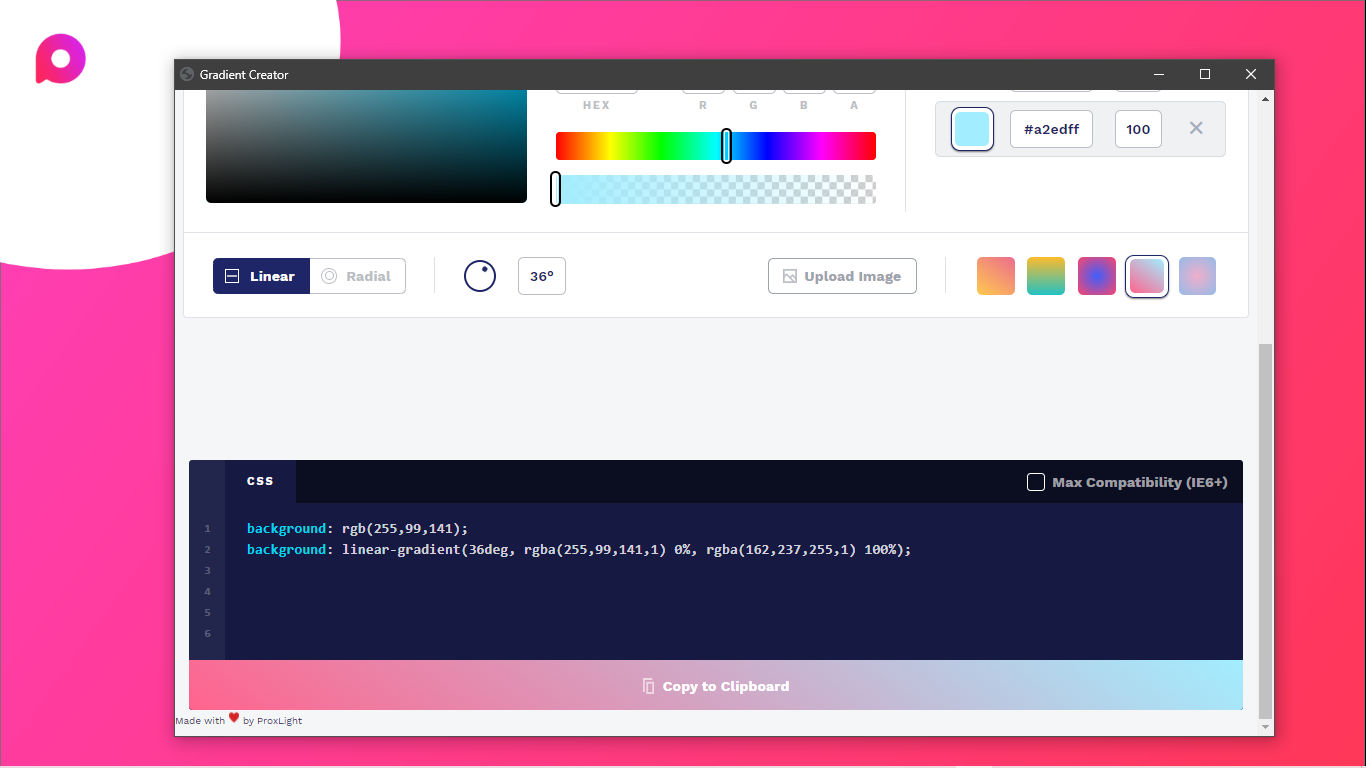 Gradient Creator
HEX R G B A
#a2edff 100
Linear Radial 36° Upload Image
CSS Max Compatibility (IE6+)
1 background: rgb(255,99,141);
2 background: linear-gradient(36deg, rgba(255,99,141,1) 0%, rgba(162,237,255,1) 100%);
3
4
5
6
Copy to Clipboard
Made with ❤ by ProxLight